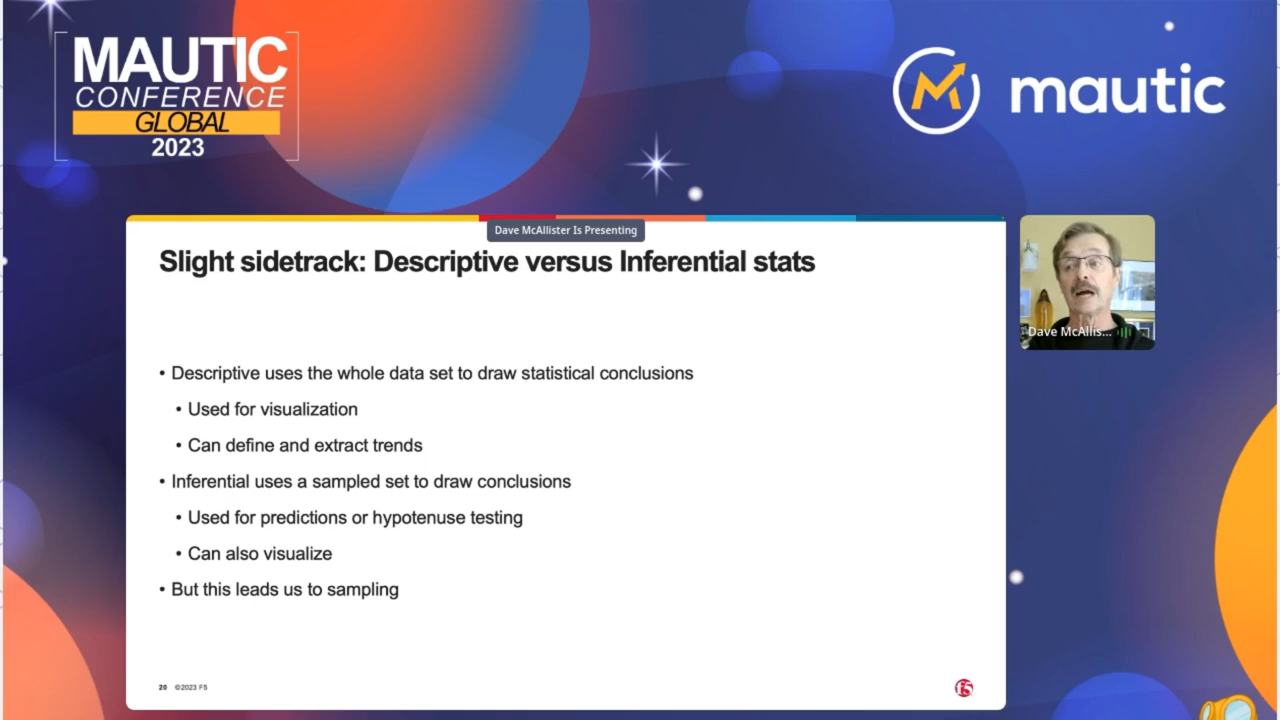 MAUTIC
CONFERENCE
GLOBAL
2023
mautic
Dave McAllister Is Presenting
Slight sidetrack: Descriptive versus Inferential stats
• Descriptive uses the whole data set to draw statistical conclusions
• Used for visualization
• Can define and extract trends
• Inferential uses a sampled set to draw conclusions
• Used for predictions or hypotenuse testing
• Can also visualize
• But this leads us to sampling
Dave McAllis...
20 ©2023 F5
f5